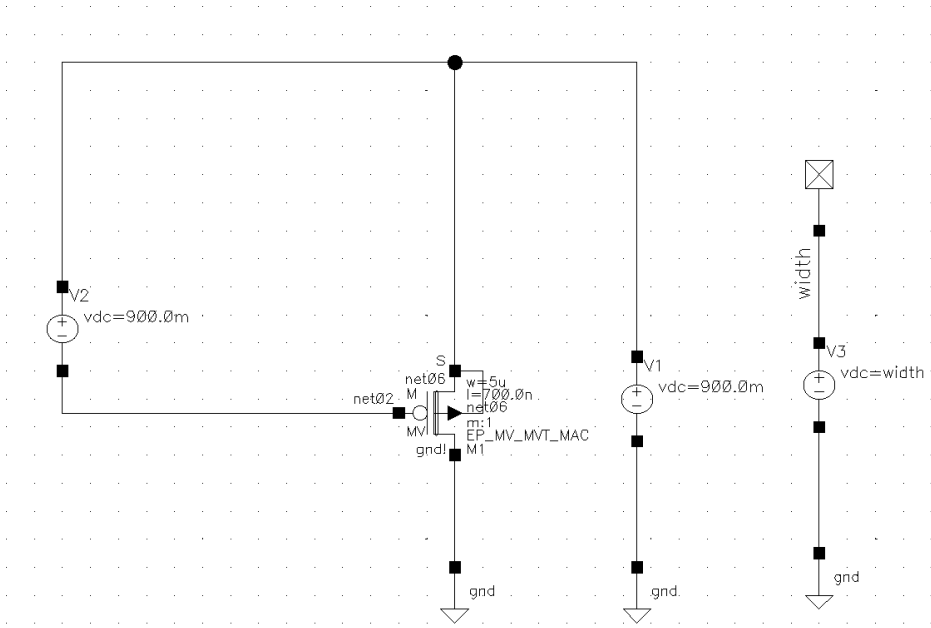 width
V2
vdc=900.0m
V3
vdc=width
V1
vdc=900.0m
S
net06
M
w=5u
l=700.0n
net02
net06
m:1
MV
EP_MV_MVT_MAC
gnd!
M1
gnd
gnd
gnd